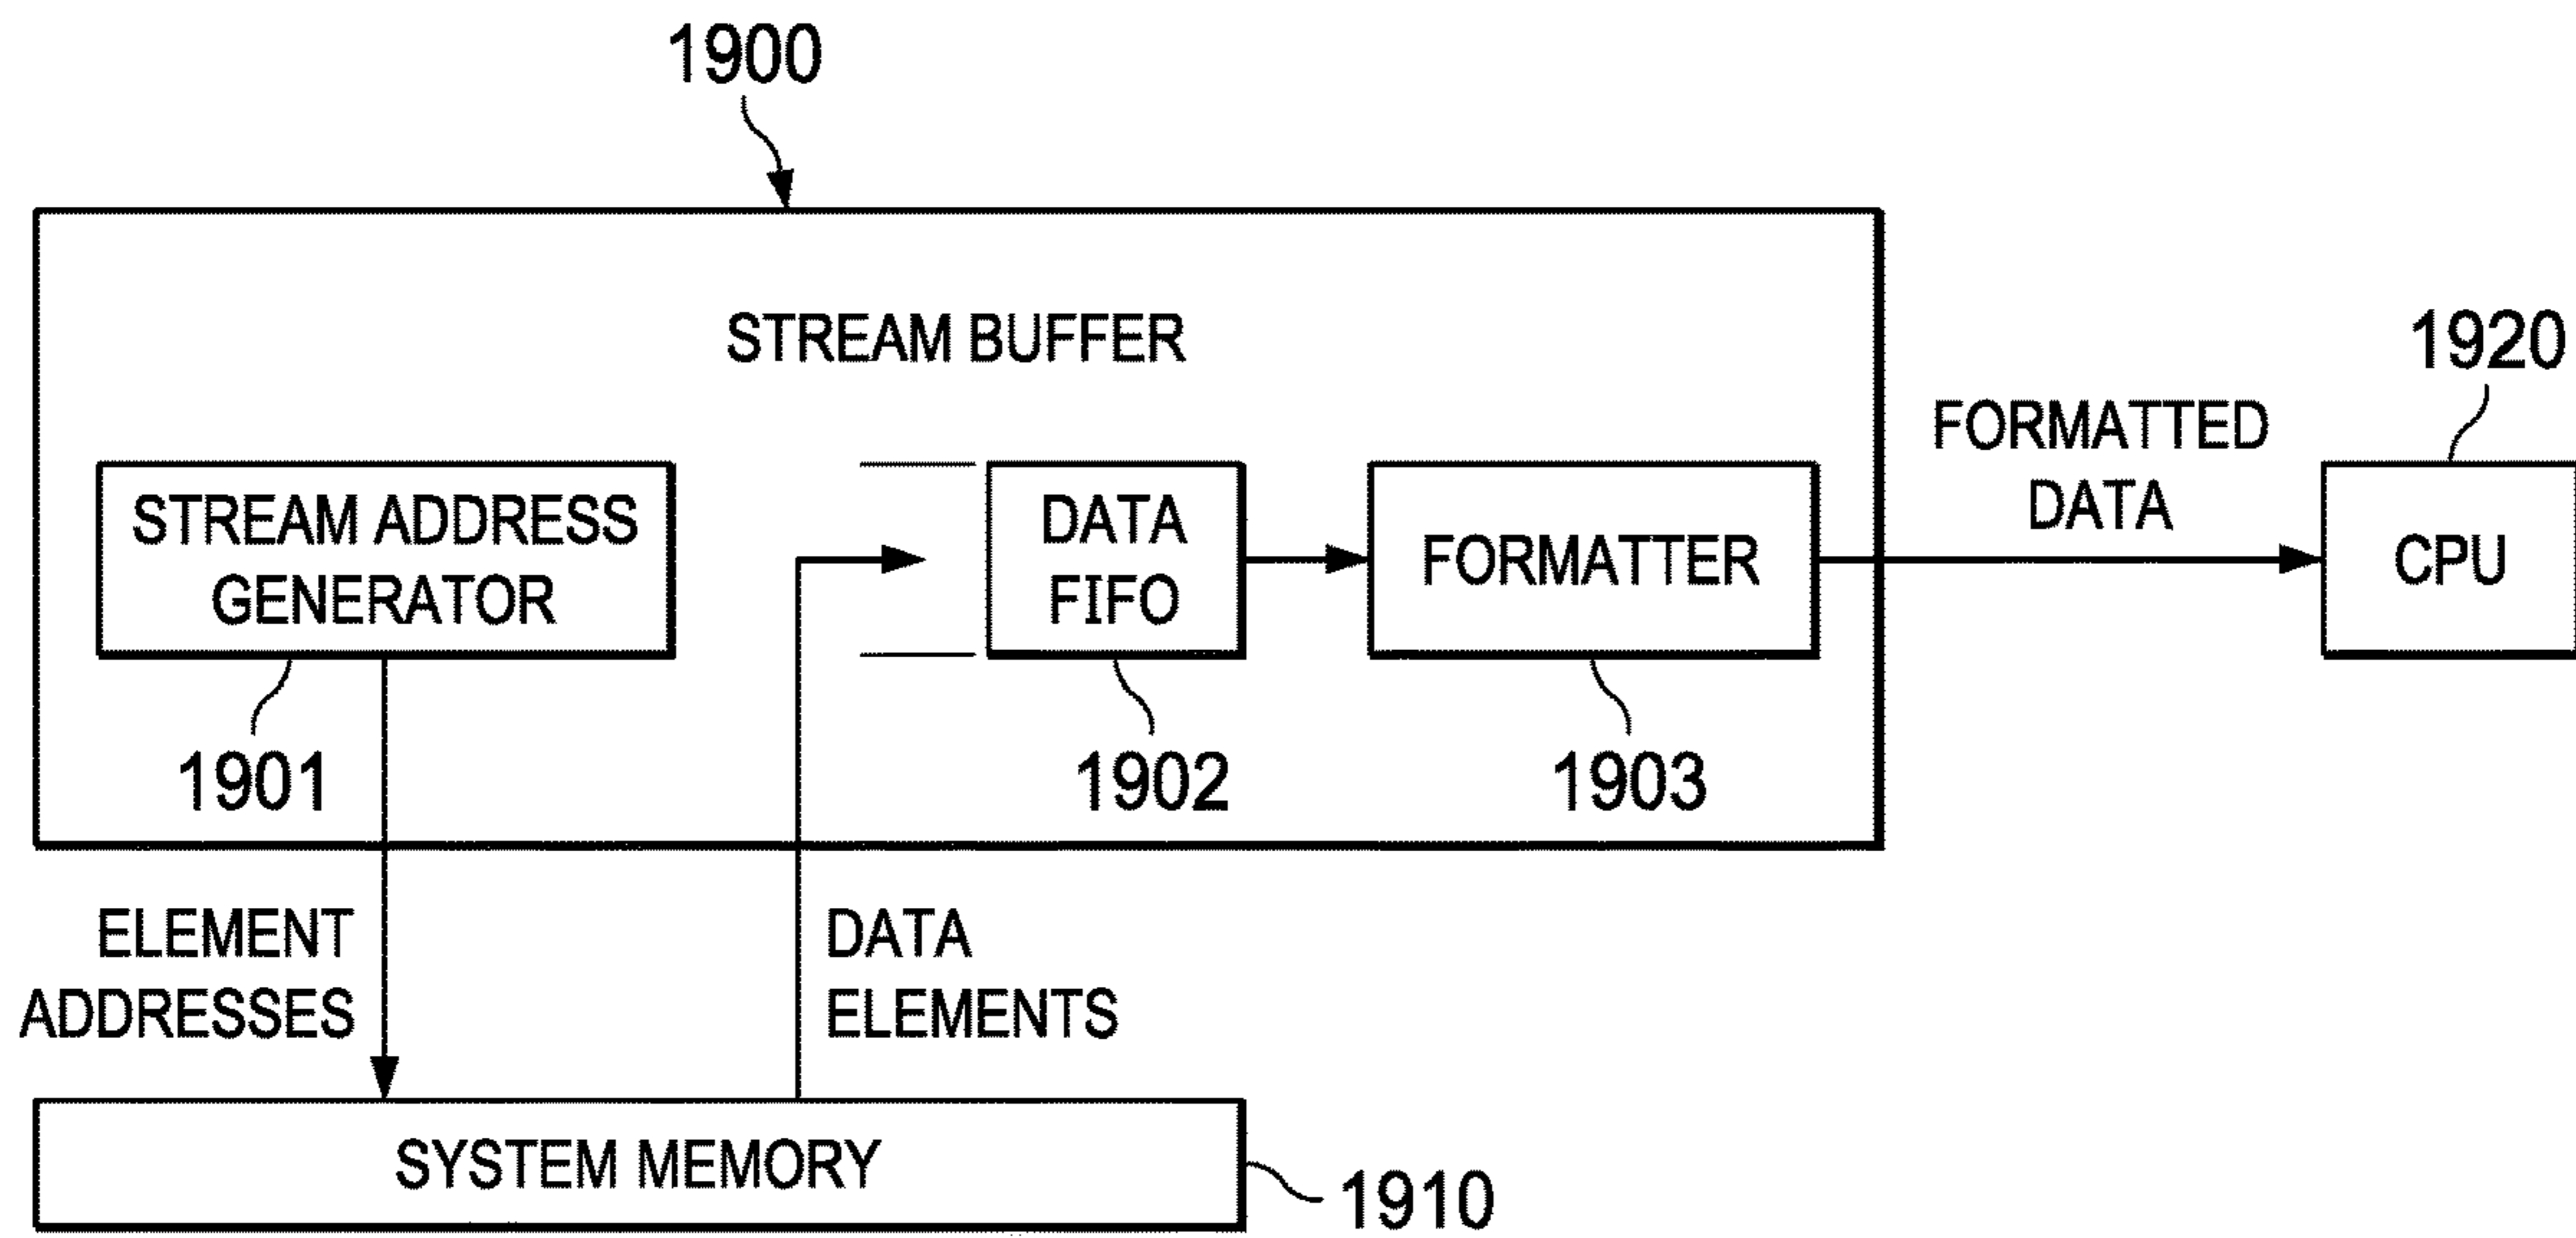 1900
STREAM BUFFER
1920
FORMATTED
DATA
STREAM ADDRESS
GENERATOR
DATA
FIFO
FORMATTER
CPU
1901
1902
1903
ELEMENT
ADDRESSES
DATA
ELEMENTS
SYSTEM MEMORY
1910